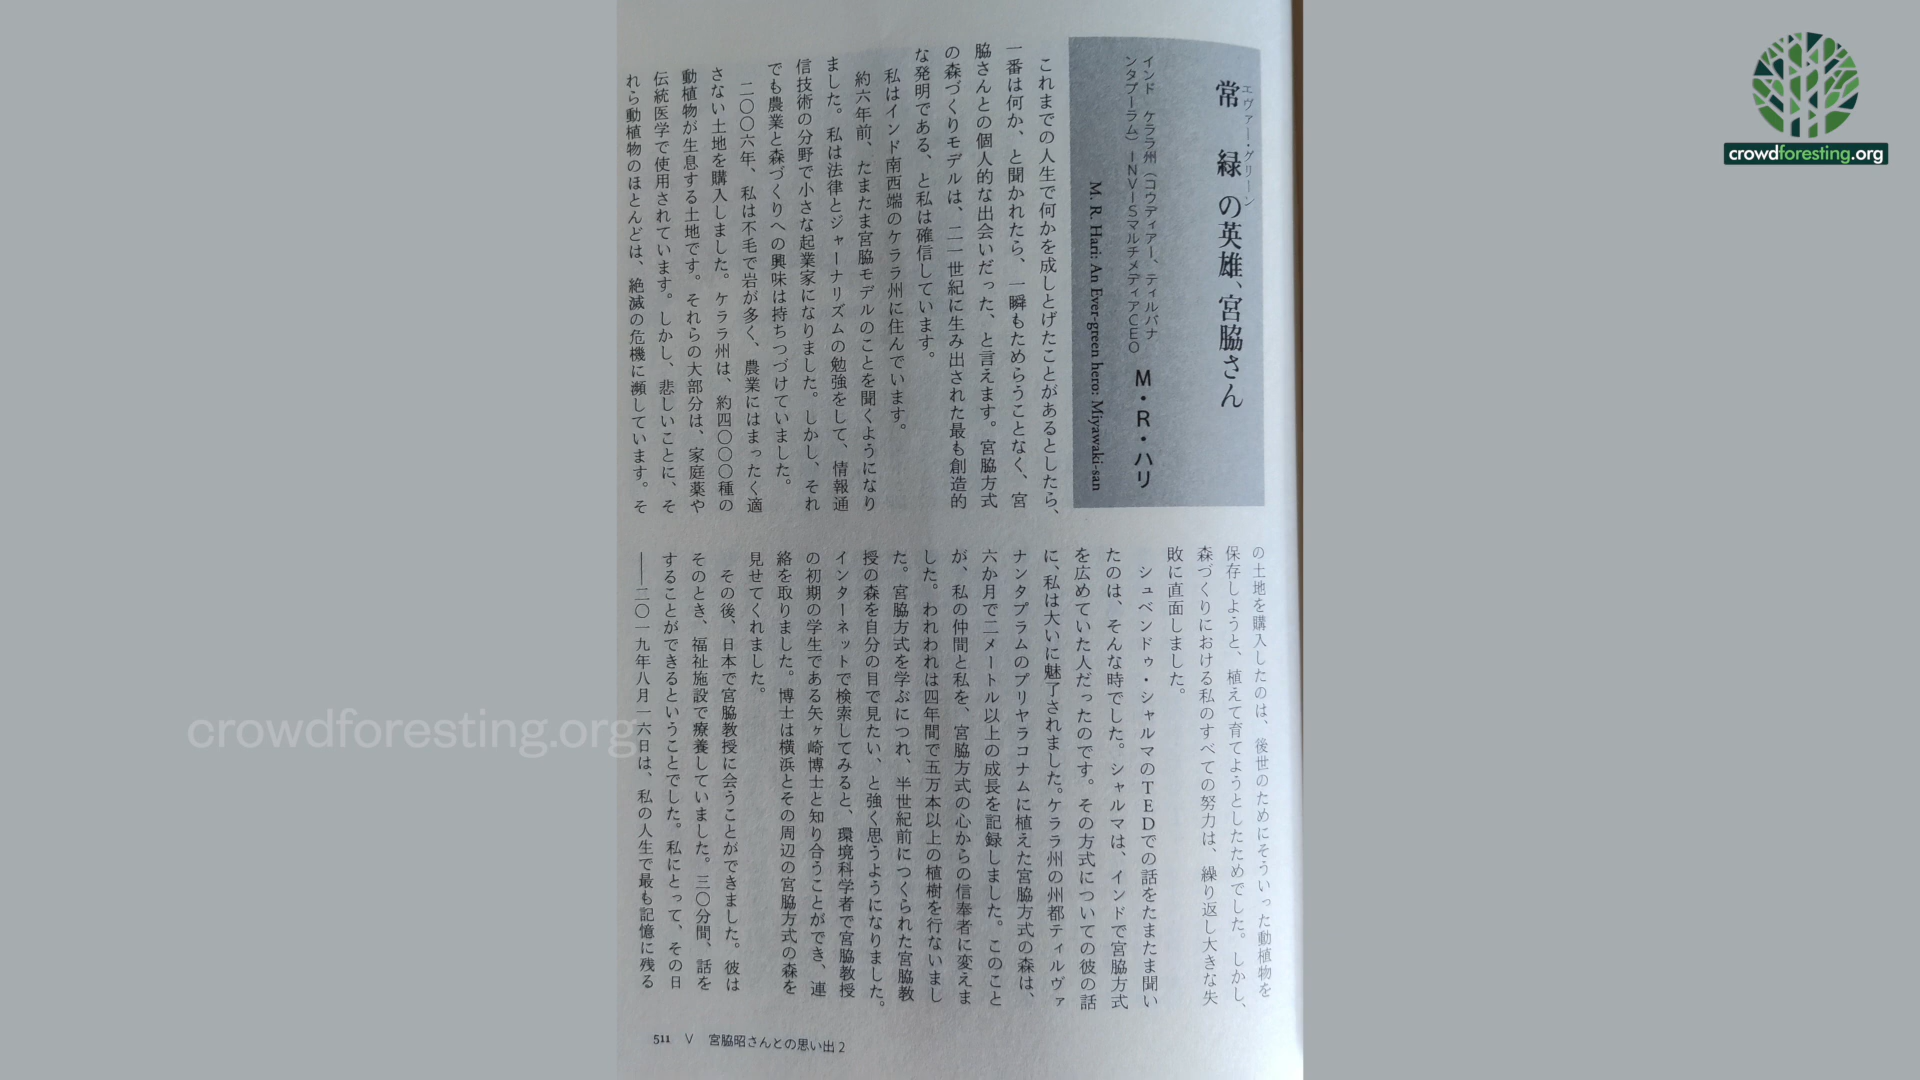 常緑の英雄、宮脇さん
エヴァー・グリーン
インド ケララ州(コウディアー、ティルバナ
ンタプーラム) INVISマルチメディアCEO
M・R・ハリ
M. R. Hari: An Ever-green hero: Miyawaki-san
これまでの人生で何かを成しとげたことがあるとしたら、
一番は何か、と聞かれたら、一瞬もためらうことなく、宮
脇さんとの個人的な出会いだった、と言えます。宮脇方式
の森づくりモデルは、二一世紀に生み出された最も創造的
な発明である、と私は確信しています。
私はインド南西端のケララ州に住んでいます。
約六年前、たまたま宮脇モデルのことを聞くようになり
ました。私は法律とジャーナリズムの勉強をして、情報通
信技術の分野で小さな起業家になりました。しかし、それ
でも農業と森づくりへの興味は持ちつづけていました。
二〇〇六年、私は不毛で岩が多く、農業にはまったく適
さない土地を購入しました。ケララ州は、約四〇〇〇種の
動植物が生息する土地です。それらの大部分は、家庭薬や
伝統医学で使用されています。しかし、悲しいことに、そ
れら動植物のほとんどは、絶滅の危機に瀕しています。そ
の土地を購入したのは、後世のためにそういった動植物を
保存しようと、植えて育てようとしたためでした。しかし、
森づくりにおける私のすべての努力は、繰り返し大きな失
敗に直面しました。
シュベンドゥ・シャルマのTEDでの話をたまたま聞い
たのは、そんな時でした。シャルマは、インドで宮脇方式
を広めていた人だったのです。その方式についての彼の話
に、私は大いに魅了されました。ケララ州の州都ティルヴァ
ナンタプラムのプリヤラコナムに植えた宮脇方式の森は、
六か月で二メートル以上の成長を記録しました。このこと
が、私の仲間と私を、宮脇方式の心からの信奉者に変えま
した。われわれは四年間で五万本以上の植樹を行ないまし
た。宮脇方式を学ぶにつれ、半世紀前につくられた宮脇教
授の森を自分の目で見たい、と強く思うようになりました。
インターネットで検索してみると、環境科学者で宮脇教授
の初期の学生である矢ヶ崎博士と知り合うことができ、連
絡を取りました。博士は横浜とその周辺の宮脇方式の森を
見せてくれました。
その後、日本で宮脇教授に会うことができました。彼は
そのとき、福祉施設で療養していました。三〇分間、話を
することができるということでした。私にとって、その日
――二〇一九年八月一六日は、私の人生で最も記憶に残る
511 V 宮脇昭さんとの思い出 2
crowdforesting.org
crowdforesting.org